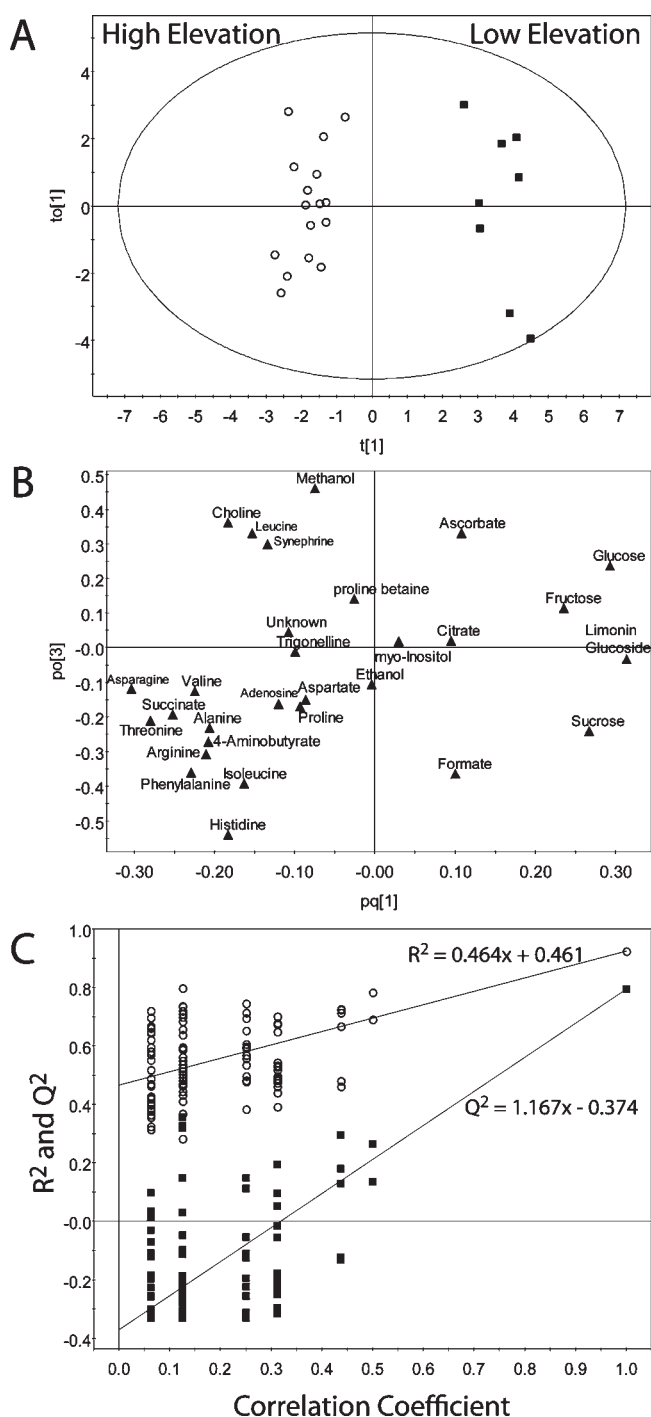 A
High Elevation
Low Elevation
to[1]
4
2
0
-2
-4
-7 -6 -5 -4 -3 -2 -1 0 1 2 3 4 5 6 7
t[1]
B
po[3]
0.5
0.4
0.3
0.2
0.1
-0.0
-0.1
-0.2
-0.3
-0.4
-0.5
Methanol
Choline
Leucine
Synephrine
Ascorbate
Glucose
proline betaine
Fructose
Unknown
Citrate
Limonin
Glucoside
Trigonelline
myo-Inositol
Ethanol
Asparagine
Valine
Adenosine
Aspartate
Succinate
Proline
Threonine
Alanine
Sucrose
4-Aminobutyrate
Arginine
Isoleucine
Formate
Phenylalanine
Histidine
-0.30 -0.20 -0.10 -0.00 0.10 0.20 0.30
pq[1]
C
R² and Q²
1.0
0.8
0.6
0.4
0.2
-0.0
-0.2
-0.4
R² = 0.464x + 0.461
Q² = 1.167x - 0.374
0.0 0.1 0.2 0.3 0.4 0.5 0.6 0.7 0.8 0.9 1.0
Correlation Coefficient